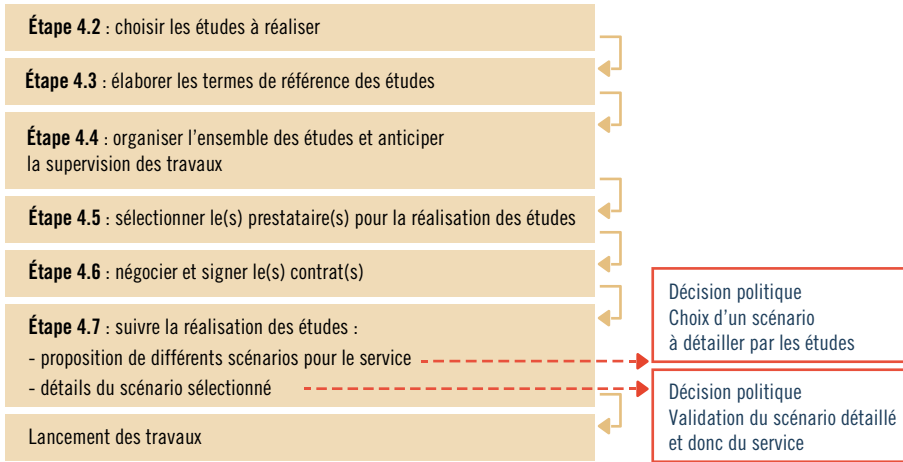 Étape 4.2 : choisir les études à réaliser
Étape 4.3 : élaborer les termes de référence des études
Étape 4.4 : organiser l'ensemble des études et anticiper
la supervision des travaux
Étape 4.5 : sélectionner le(s) prestataire(s) pour la réalisation des études
Étape 4.6 : négocier et signer le(s) contrat(s)
Étape 4.7 : suivre la réalisation des études :
- proposition de différents scénarios pour le service
- détails du scénario sélectionné
Décision politique
Choix d'un scénario
à détailler par les études
Décision politique
Validation du scénario détaillé
et donc du service
Lancement des travaux